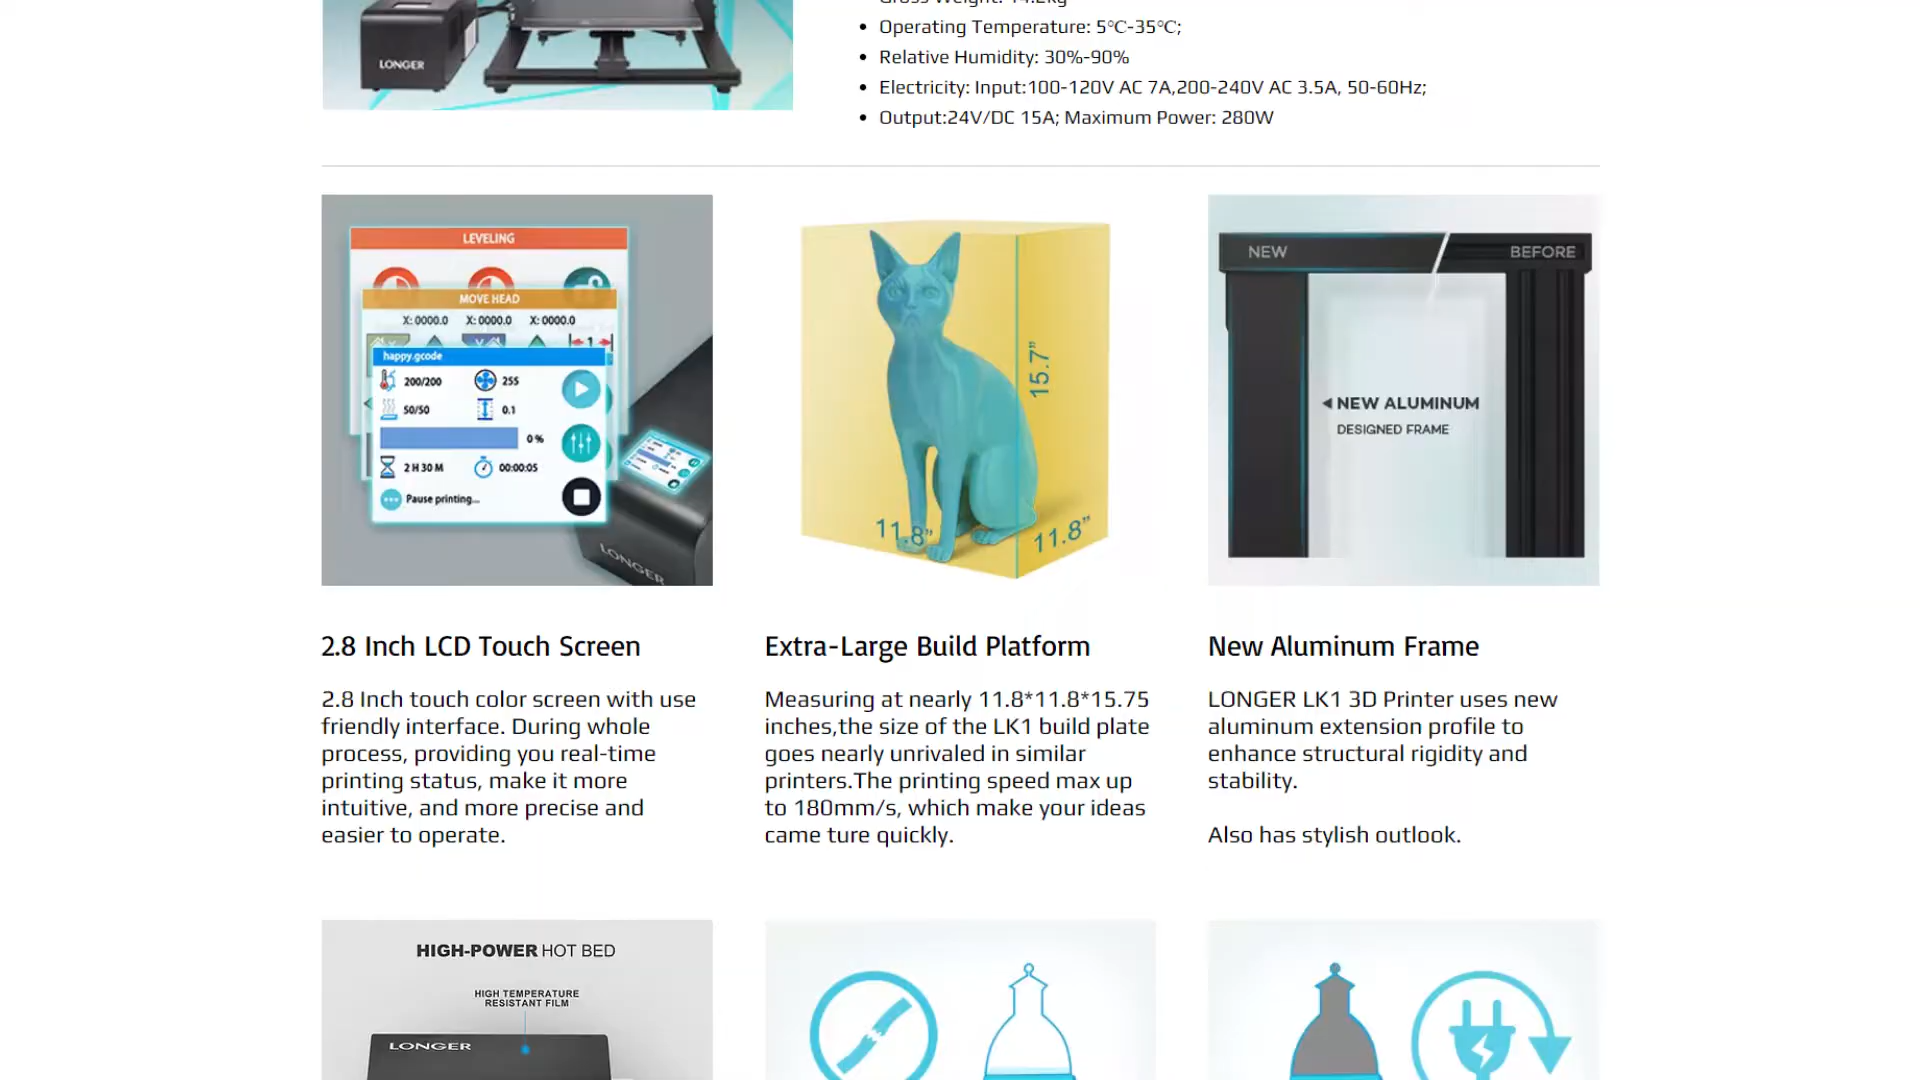 LONGER
Operating Temperature: 5℃-35℃;
Relative Humidity: 30%-90%
Electricity: Input:100-120V AC 7A,200-240V AC 3.5A, 50-60Hz;
Output:24V/DC 15A; Maximum Power: 280W
LEVELING
MOVE HEAD
X: 0000.0 X: 0000.0 X: 0000.0
1
happy.gcode
200/200 255
50/50 0.1
0 %
2 H 30 M 00:00:05
Pause printing...
LONGER
15.7”
11.8”
11.8”
NEW BEFORE
NEW ALUMINUM
DESIGNED FRAME
2.8 Inch LCD Touch Screen
2.8 Inch touch color screen with use
friendly interface. During whole
process, providing you real-time
printing status, make it more
intuitive, and more precise and
easier to operate.
Extra-Large Build Platform
Measuring at nearly 11.8*11.8*15.75
inches,the size of the LK1 build plate
goes nearly unrivaled in similar
printers.The printing speed max up
to 180mm/s, which make your ideas
came ture quickly.
New Aluminum Frame
LONGER LK1 3D Printer uses new
aluminum extension profile to
enhance structural rigidity and
stability.
Also has stylish outlook.
HIGH-POWER HOT BED
HIGH TEMPERATURE
RESISTANT FILM
LONGER